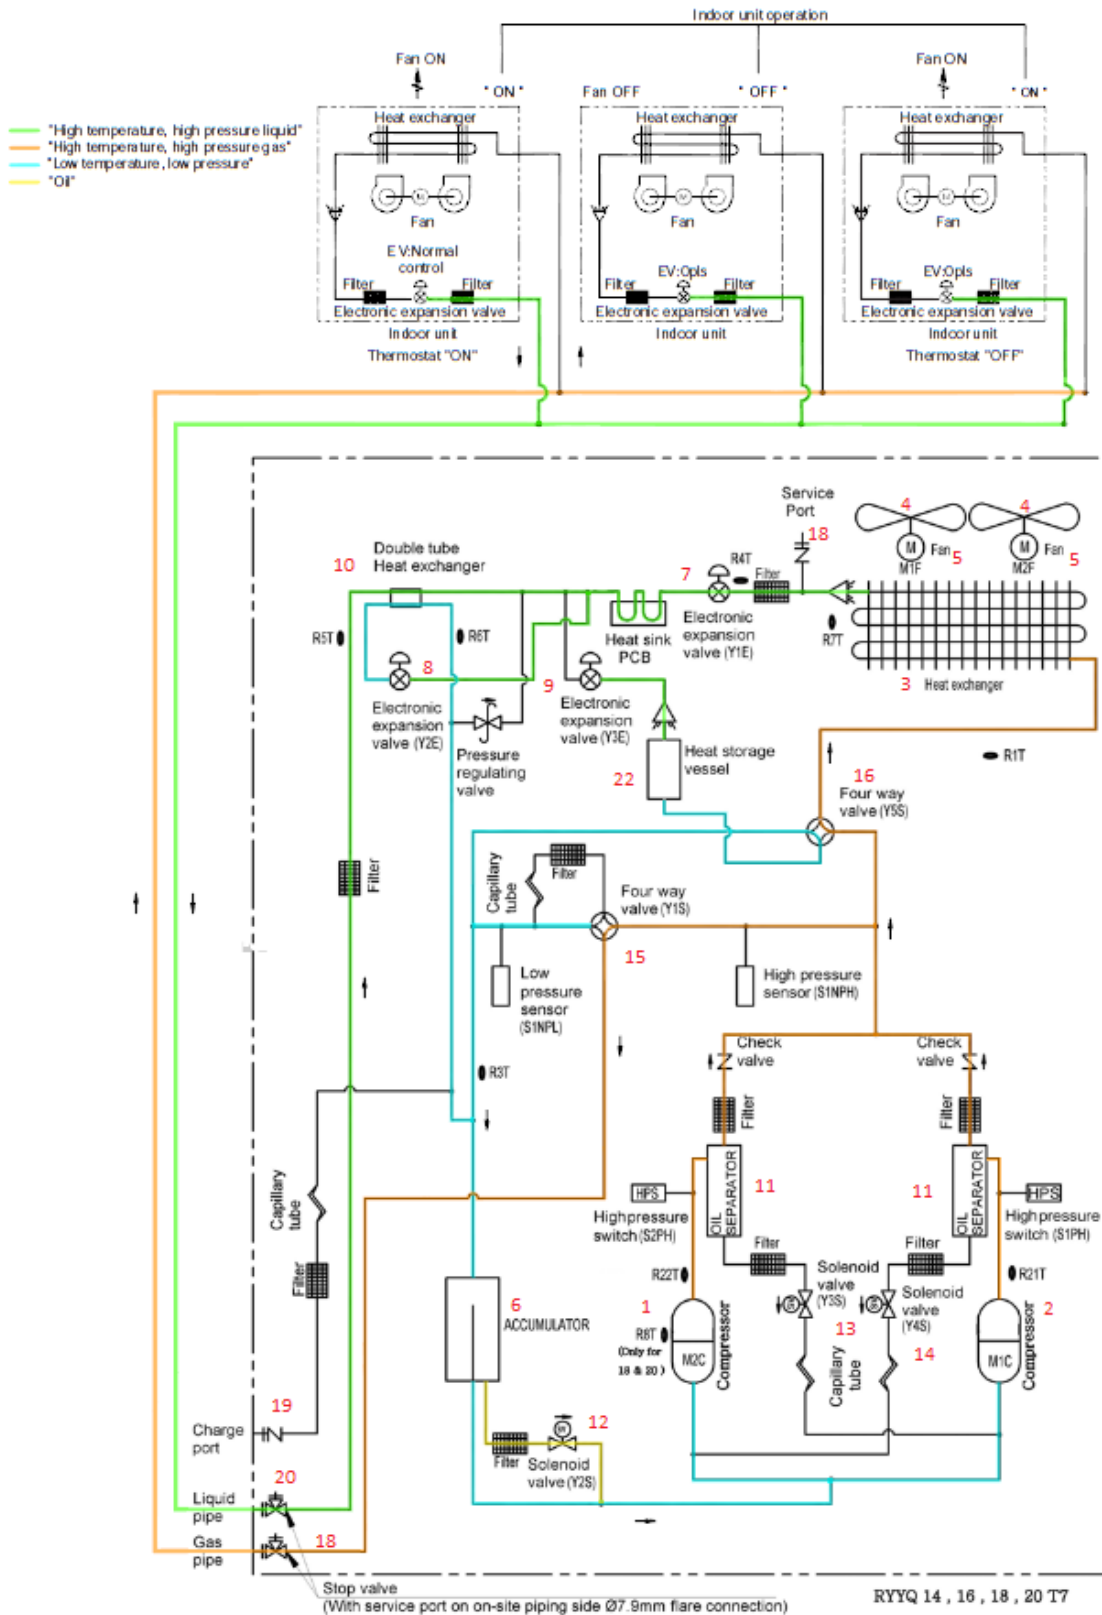 Indoor unit operation
Fan ON
" ON "
Fan OFF
" OFF "
Fan ON
" ON "
"High temperature, high pressure liquid"
"High temperature, high pressure gas"
"Low temperature, low pressure"
"Oil"
Heat exchanger
Heat exchanger
Heat exchanger
M
M
M
Fan
Fan
Fan
EV:Normal
control
EV:0pls
EV:0pls
Filter
Filter
Filter
Filter
Filter
Filter
Electronic expansion valve
Electronic expansion valve
Electronic expansion valve
Indoor unit
Indoor unit
Indoor unit
Thermostat "ON"
Thermostat "OFF"
Service
Port
18
4
4
M
Fan
5
M
Fan
5
M1F
M2F
10
Double tube
Heat exchanger
7
R4T
Filter
R5T
R6T
Heat sink
PCB
Electronic
expansion
valve (Y1E)
R7T
8
9
3
Heat exchanger
Electronic
expansion
valve (Y2E)
Pressure
regulating
valve
Electronic
expansion
valve (Y3E)
Heat storage
vessel
22
R1T
16
Four way
valve (Y5S)
Filter
Capillary
tube
Filter
Four way
valve (Y1S)
15
Low
pressure
sensor
(S1NPL)
High pressure
sensor (S1NPH)
R3T
Check
valve
Check
valve
Filter
Filter
OIL
SEPARATOR
11
11
OIL
SEPARATOR
HPS
HPS
High pressure
switch (S2PH)
High pressure
switch (S1PH)
Capillary
tube
Filter
Filter
Filter
R22T
R21T
Solenoid
valve
(Y3S)
Solenoid
valve
(Y4S)
6
ACCUMULATOR
1
R8T
(Only for
18 & 20 )
M2C
Compressor
13
14
Capillary
tube
2
M1C
Compressor
19
Charge
port
12
Filter
Solenoid
valve (Y2S)
20
Liquid
pipe
Gas
pipe
18
Stop valve
(With service port on on-site piping side Ø7.9mm flare connection)
RYYQ 14 , 16 , 18 , 20 T7